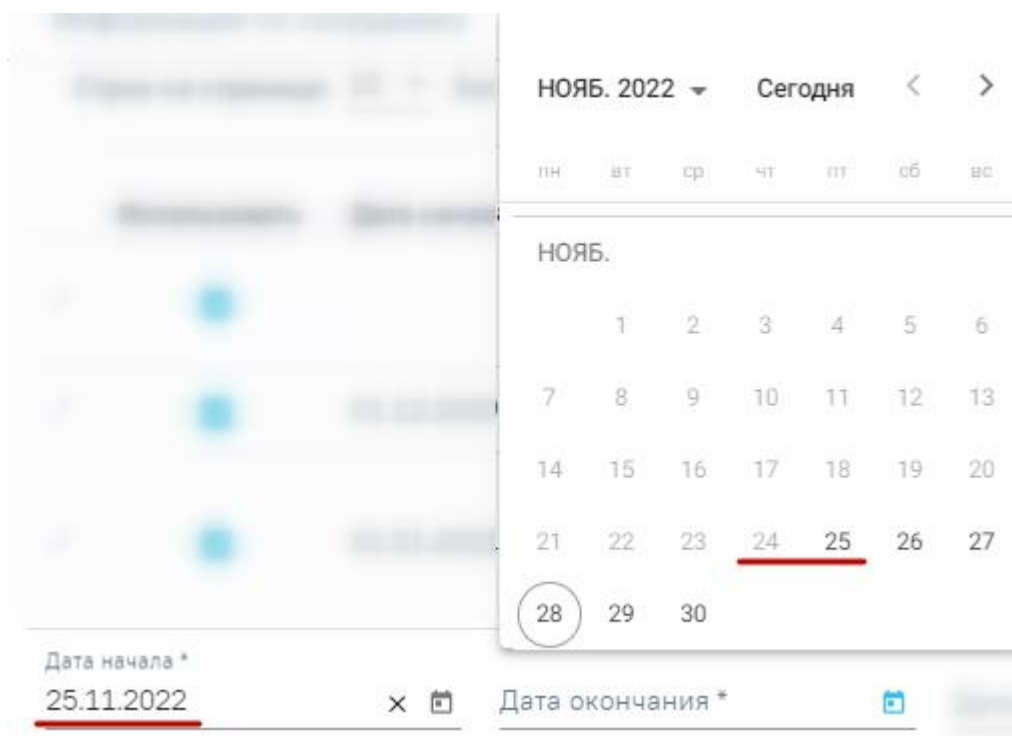 НОЯБ. 2022 Сегодня
пн вт ср чт пт сб вс
НОЯБ.
1 2 3 4 5 6
7 8 9 10 11 12 13
14 15 16 17 18 19 20
21 22 23 24 25 26 27
28 29 30
Дата начала *
25.11.2022
Дата окончания *